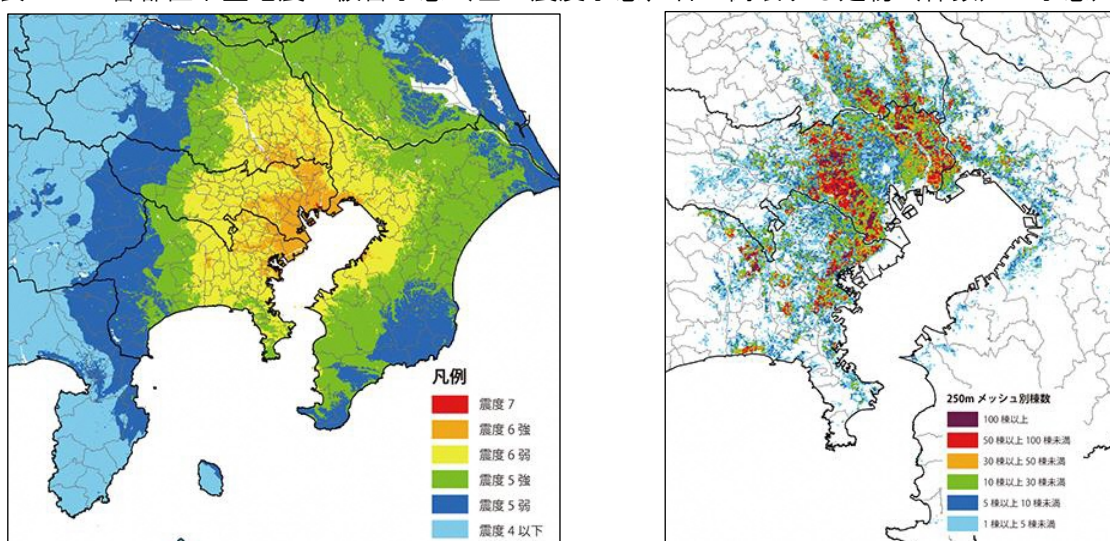 凡例
震度 7
震度 6 強
震度 6 弱
震度 5 強
震度 5 弱
震度 4 以下
250m メッシュ別棟数
100 棟以上
50 棟以上 100 棟未満
30 棟以上 50 棟未満
10 棟以上 30 棟未満
5 棟以上 10 棟未満
1 棟以上 5 棟未満